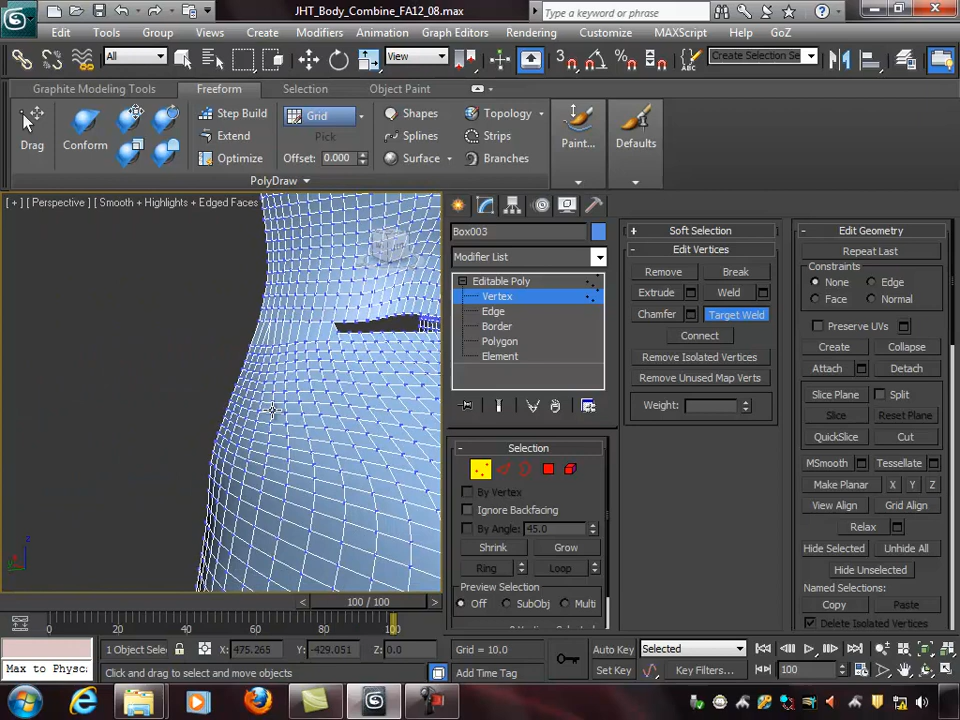 JHT_Body_Combine_FA12_08.max
Type a keyword or phrase
Edit Tools Group Views Create Modifiers Animation Graph Editors Rendering Customize MAXScript Help GoZ
All
View
Create Selection Se
Graphite Modeling Tools Freeform Selection Object Paint
Drag
Conform
Step Build
Extend
Optimize
Grid
Pick
Offset: 0.000
Shapes
Splines
Surface
Topology
Strips
Branches
Paint...
Defaults
PolyDraw
[ + ] [ Perspective ] [ Smooth + Highlights + Edged Faces ]
Box003
Modifier List
Editable Poly
Vertex
Edge
Border
Polygon
Element
Selection
By Vertex
Ignore Backfacing
By Angle: 45.0
Shrink Grow
Ring Loop
Preview Selection
Off SubObj Multi
Soft Selection
Edit Vertices
Remove Break
Extrude Weld
Chamfer Target Weld
Connect
Remove Isolated Vertices
Remove Unused Map Verts
Weight:
Edit Geometry
Repeat Last
Constraints
None Edge
Face Normal
Preserve UVs
Create Collapse
Attach Detach
Slice Plane Split
Slice Reset Plane
QuickSlice Cut
MSmooth Tessellate
Make Planar X Y Z
View Align Grid Align
Relax
Hide Selected Unhide All
Hide Unselected
Named Selections:
Copy Paste
Delete Isolated Vertices
100 / 100
0 20 40 60 80 100
1 Object Selec X: 475.265 Y: -429.051 Z: 0.0 Grid = 10.0 Auto Key Selected
Max to Physc Click and drag to select and move objects Add Time Tag Set Key Key Filters... 100